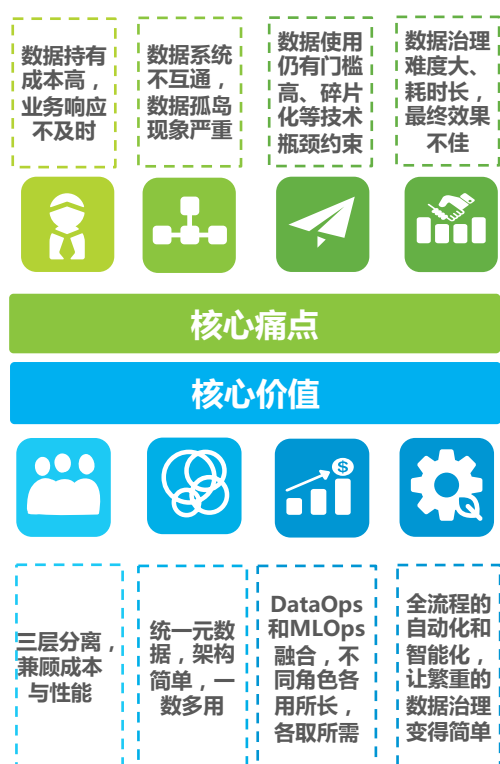 数据持有
成本高，
业务响应
不及时
数据系统
不互通，
数据孤岛
现象严重
数据使用
仍有门槛
高、碎片
化等技术
瓶颈约束
数据治理
难度大、
耗时长，
最终效果
不佳
核心痛点
核心价值
$
三层分离，
兼顾成本
与性能
统一元数
据，架构
简单，一
数多用
DataOps
和MLOps
融合，不
同角色各
用所长，
各取所需
全流程的
自动化和
智能化，
让繁重的
数据治理
变得简单